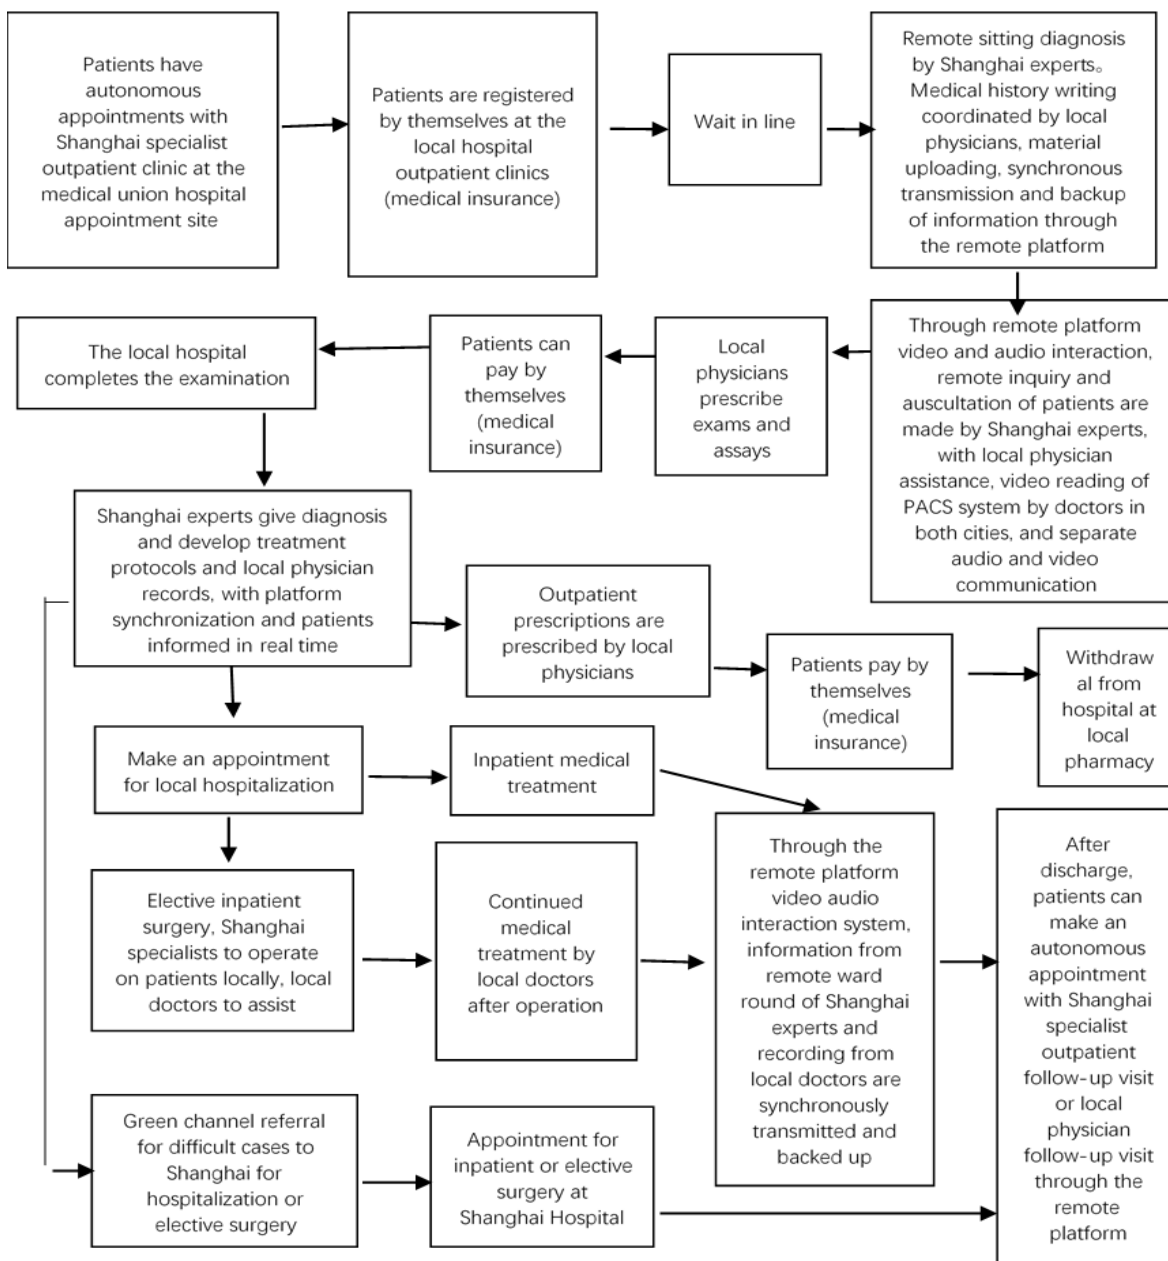 Patients have
autonomous
appointments with
Shanghai specialist
outpatient clinic at the
medical union hospital
appointment site
Patients are registered
by themselves at the
local hospital
outpatient clinics
(medical insurance)
Wait in line
Remote sitting diagnosis
by Shanghai experts。
Medical history writing
coordinated by local
physicians, material
uploading, synchronous
transmission and backup
of information through
the remote platform
Through remote platform
video and audio interaction,
remote inquiry and
auscultation of patients are
made by Shanghai experts,
with local physician
assistance, video reading of
PACS system by doctors in
both cities, and separate
audio and video
communication
Local
physicians
prescribe
exams and
assays
Patients can
pay by
themselves
(medical
insurance)
The local hospital
completes the examination
Shanghai experts give diagnosis
and develop treatment
protocols and local physician
records, with platform
synchronization and patients
informed in real time
Outpatient
prescriptions are
prescribed by local
physicians
Patients pay by
themselves
(medical
insurance)
Withdraw
al from
hospital at
local
pharmacy
Make an appointment
for local hospitalization
Inpatient medical
treatment
Elective inpatient
surgery, Shanghai
specialists to operate
on patients locally, local
doctors to assist
Continued
medical
treatment by
local doctors
after operation
Through the
remote platform
video audio
interaction system,
information from
remote ward
round of Shanghai
experts and
recording from
local doctors are
synchronously
transmitted and
backed up
After
discharge,
patients can
make an
autonomous
appointment
with Shanghai
specialist
outpatient
follow-up visit
or local
physician
follow-up visit
through the
remote
platform
Green channel referral
for difficult cases to
Shanghai for
hospitalization or
elective surgery
Appointment for
inpatient or elective
surgery at
Shanghai Hospital